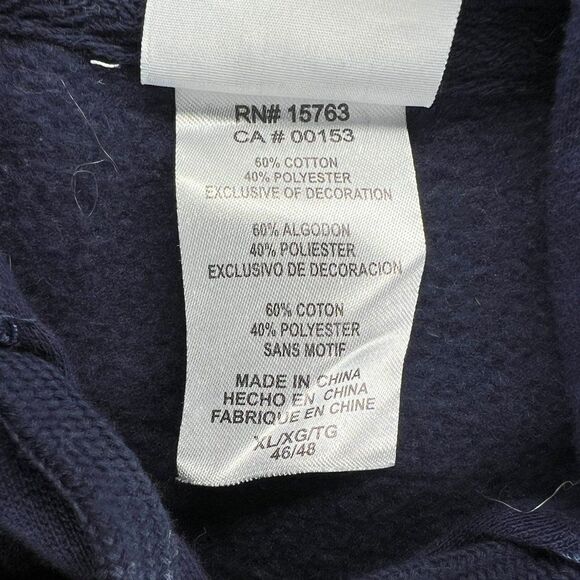 RN# 15763
CA # 00153
60% COTTON
40% POLYESTER
EXCLUSIVE OF DECORATION
60% ALGODON
40% POLIESTER
EXCLUSIVO DE DECORACION
60% COTON
40% POLYESTER
SANS MOTIF
MADE IN CHINA
HECHO EN CHINA
FABRIQUE EN CHINE
XL/XG/TG
46/48